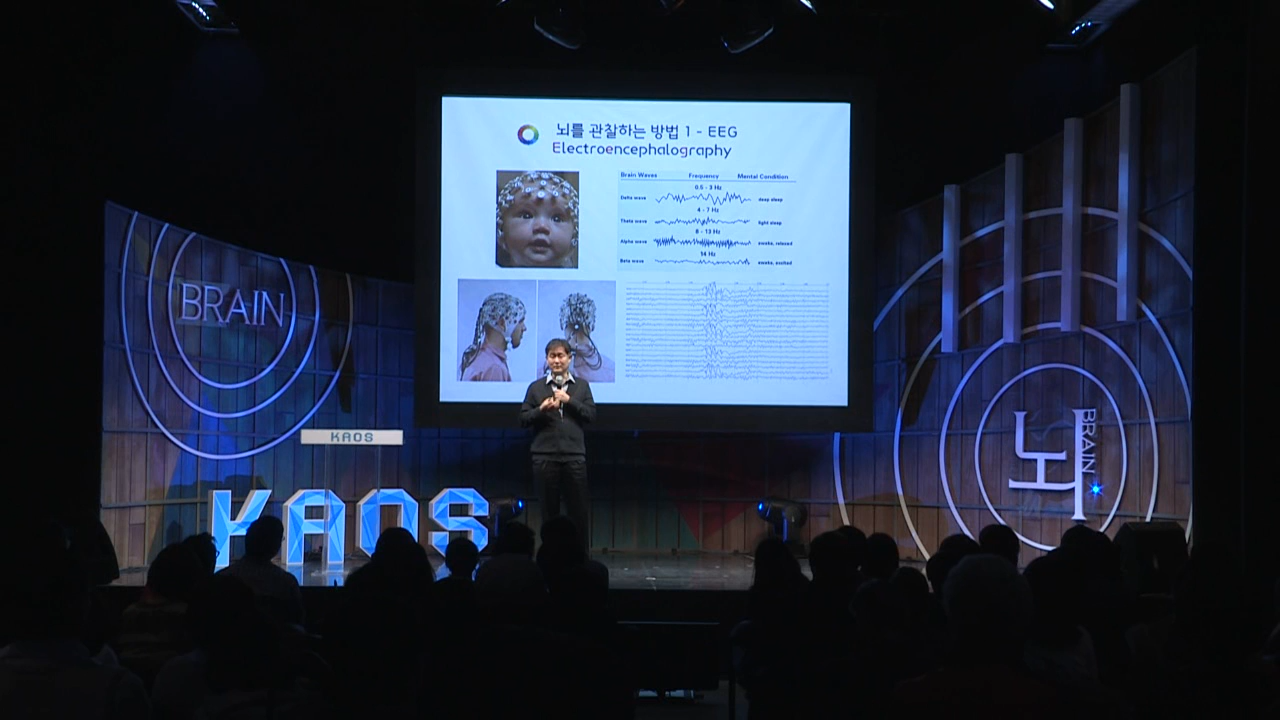 뇌를 관찰하는 방법 1 - EEG
Electroencephalography
Brain Waves Frequency Mental Condition
0.5 - 3 Hz
Delta wave deep sleep
4 - 7 Hz
Theta wave light sleep
8 - 13 Hz
Alpha wave awake, relaxed
14 Hz
Beta wave awake, excited
BRAIN
KAOS
KAOS
뇌
BRAIN